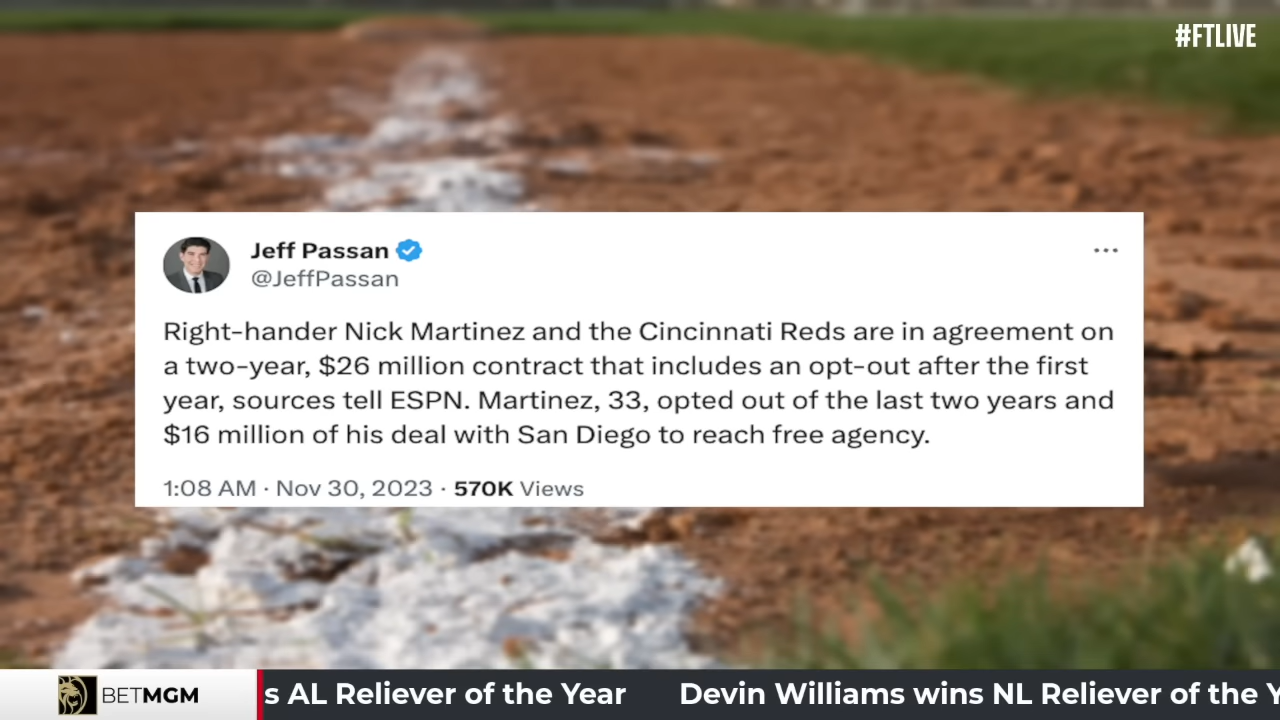 #FTLIVE
Jeff Passan
@JeffPassan
Right-hander Nick Martinez and the Cincinnati Reds are in agreement on
a two-year, $26 million contract that includes an opt-out after the first
year, sources tell ESPN. Martinez, 33, opted out of the last two years and
$16 million of his deal with San Diego to reach free agency.
1:08 AM · Nov 30, 2023 · 570K Views
BETMGM
s AL Reliever of the Year Devin Williams wins NL Reliever of the Y